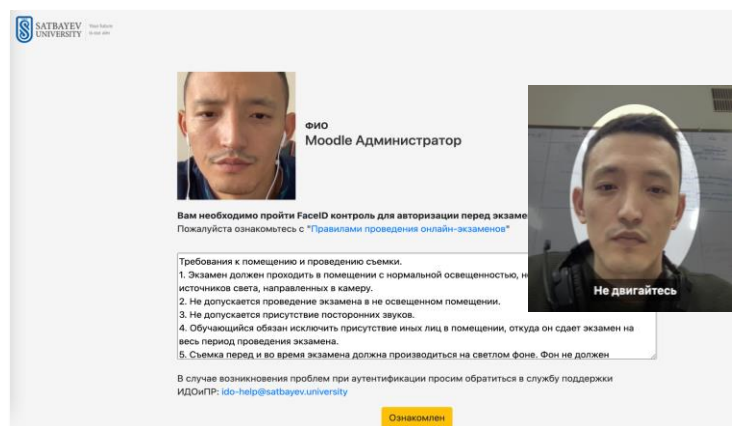 SATBAYEV
UNIVERSITY
ФИО
Moodle Администратор
Вам необходимо пройти FaceID контроль для авторизации перед экзаме
Пожалуйста ознакомьтесь с "Правилами проведения онлайн-экзаменов"
Требования к помещению и проведению съемки.
1. Экзамен должен проходить в помещении с нормальной освещенностью, н
источников света, направленных в камеру.
2. Не допускается проведение экзамена в не освещенном помещении.
3. Не допускается присутствие посторонних звуков.
4. Обучающийся обязан исключить присутствие иных лиц в помещении, откуда он сдает экзамен на
весь период проведения экзамена.
5. Съемка перед и во время экзамена должна производиться на светлом фоне. Фон не должен
Не двигайтесь
В случае возникновения проблем при аутентификации просим обратиться в службу поддержки
ИДОиПР: ido-help@satbayev.university
Ознакомлен